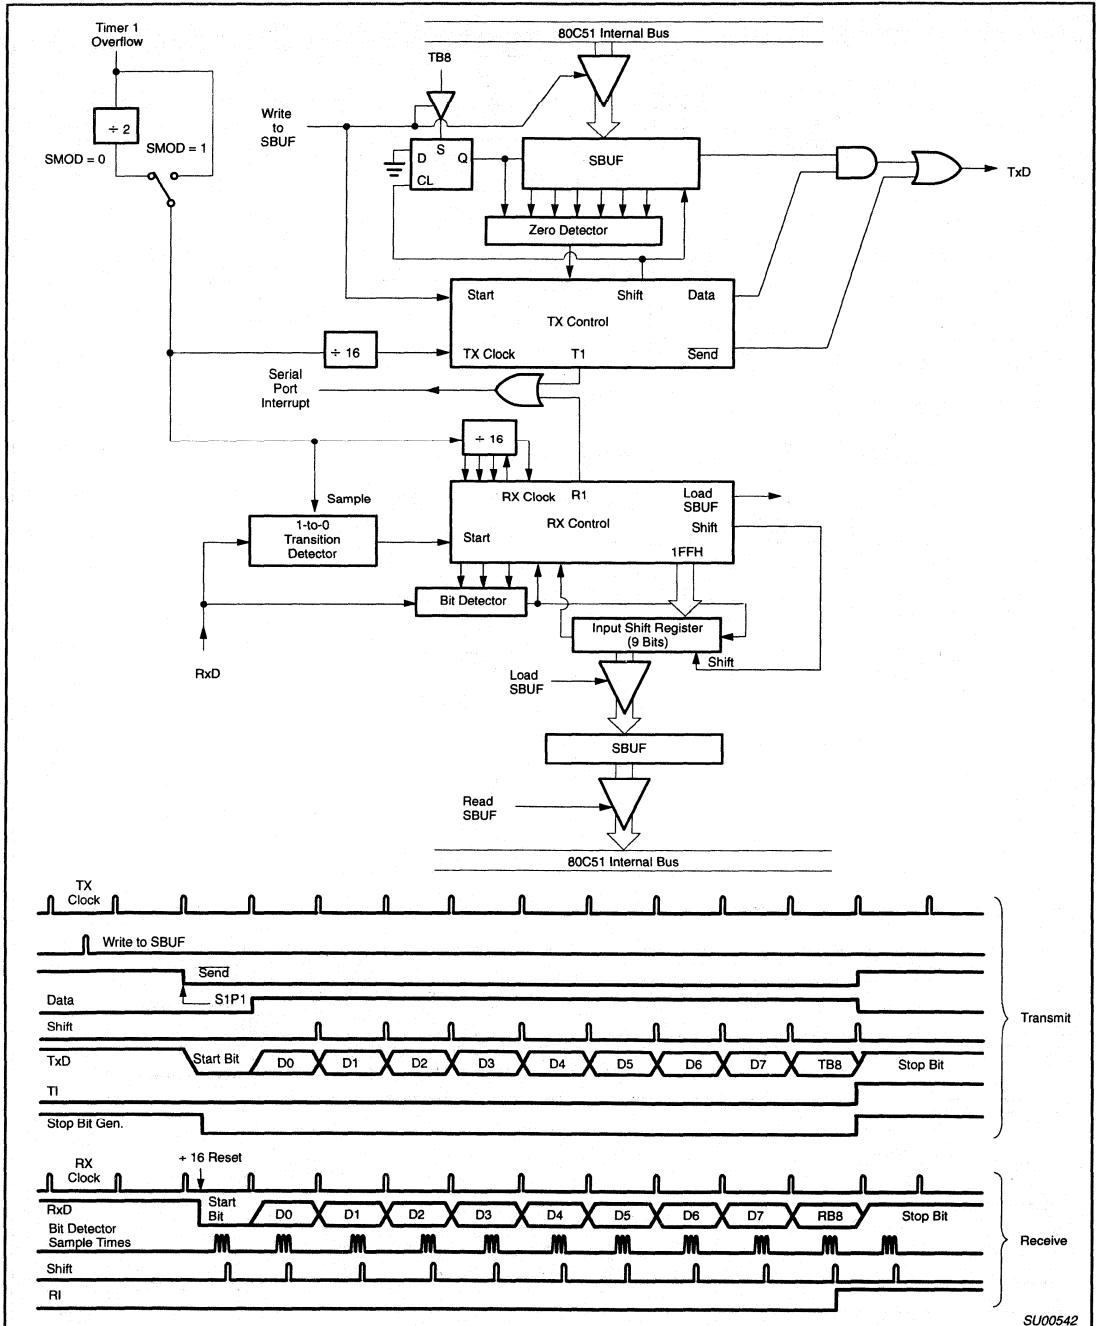 Timer 1
Overflow
80C51 Internal Bus
TB8
Write
to
SBUF
÷ 2
SMOD = 1
SMOD = 0
S
D
Q
CL
SBUF
TxD
Zero Detector
Start
Shift
Data
TX Control
÷ 16
TX Clock
T1
Send
Serial
Port
Interrupt
÷ 16
Sample
RX Clock
R1
Load
SBUF
RX Control
Shift
Start
1FFH
1-to-0
Transition
Detector
Bit Detector
Input Shift Register
(9 Bits)
Shift
RxD
Load
SBUF
SBUF
Read
SBUF
80C51 Internal Bus
TX
Clock
Write to SBUF
Send
S1P1
Data
Shift
Transmit
TxD
Start Bit
D0
D1
D2
D3
D4
D5
D6
D7
TB8
Stop Bit
TI
Stop Bit Gen.
÷ 16 Reset
RX
Clock
RxD
Start
Bit
D0
D1
D2
D3
D4
D5
D6
D7
RB8
Stop Bit
Bit Detector
Sample Times
Receive
Shift
RI
SU00542